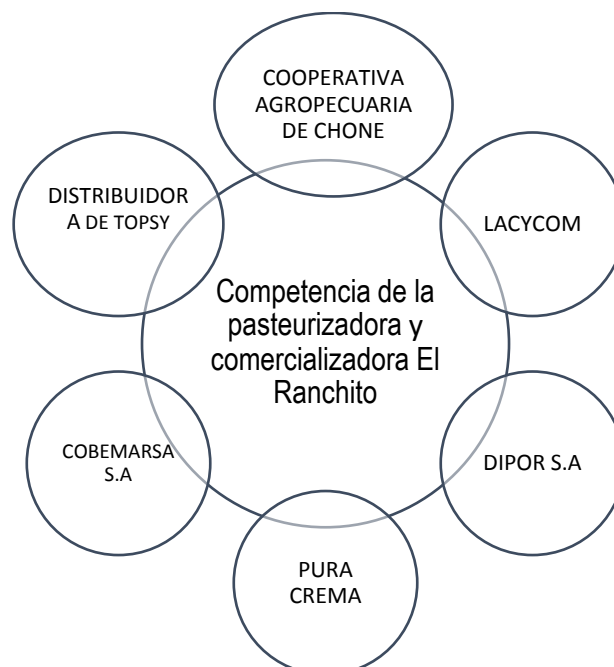 COOPERATIVA
AGROPECUARIA
DE CHONE
DISTRIBUIDOR
A DE TOPSY
LACYCOM
Competencia de la
pasteurizadora y
comercializadora El
Ranchito
COBEMARSA
S.A
DIPOR S.A
PURA
CREMA